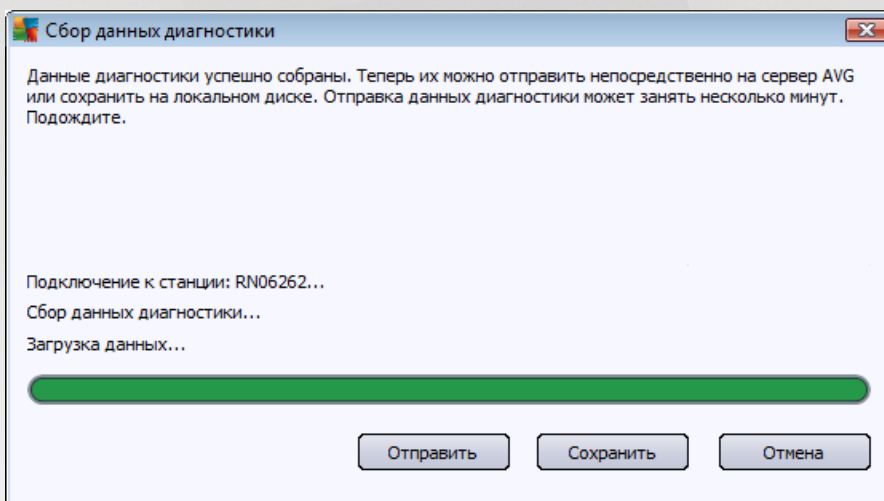 Сбор данных диагностики
Данные диагностики успешно собраны. Теперь их можно отправить непосредственно на сервер AVG
или сохранить на локальном диске. Отправка данных диагностики может занять несколько минут.
Подождите.
Подключение к станции: RN06262...
Сбор данных диагностики...
Загрузка данных...
Отправить
Сохранить
Отмена